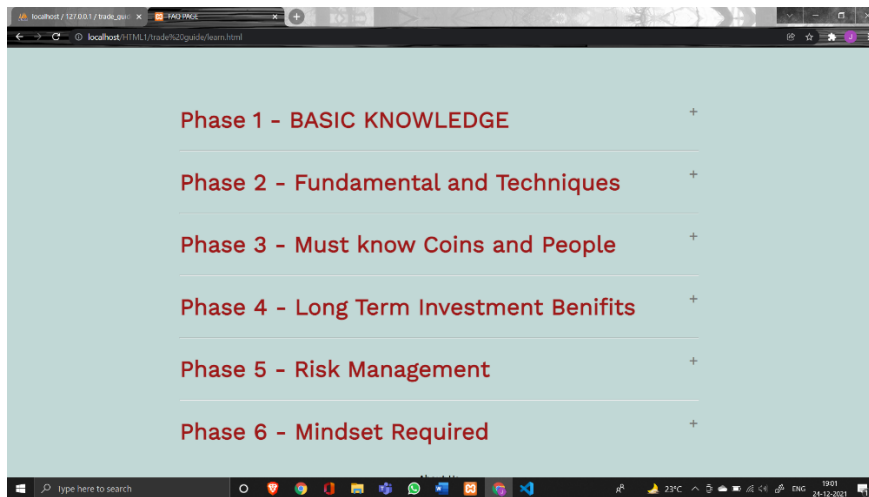 localhost / 127.0.0.1 / trade_gui
FAQ PAGE
localhost/HTML1/trade%20guide/learn.html
Phase 1 - BASIC KNOWLEDGE
+
Phase 2 - Fundamental and Techniques
+
Phase 3 - Must know Coins and People
+
Phase 4 - Long Term Investment Benifits
+
Phase 5 - Risk Management
+
Phase 6 - Mindset Required
+
Type here to search
23°C
ENG
19:01
24-12-2021